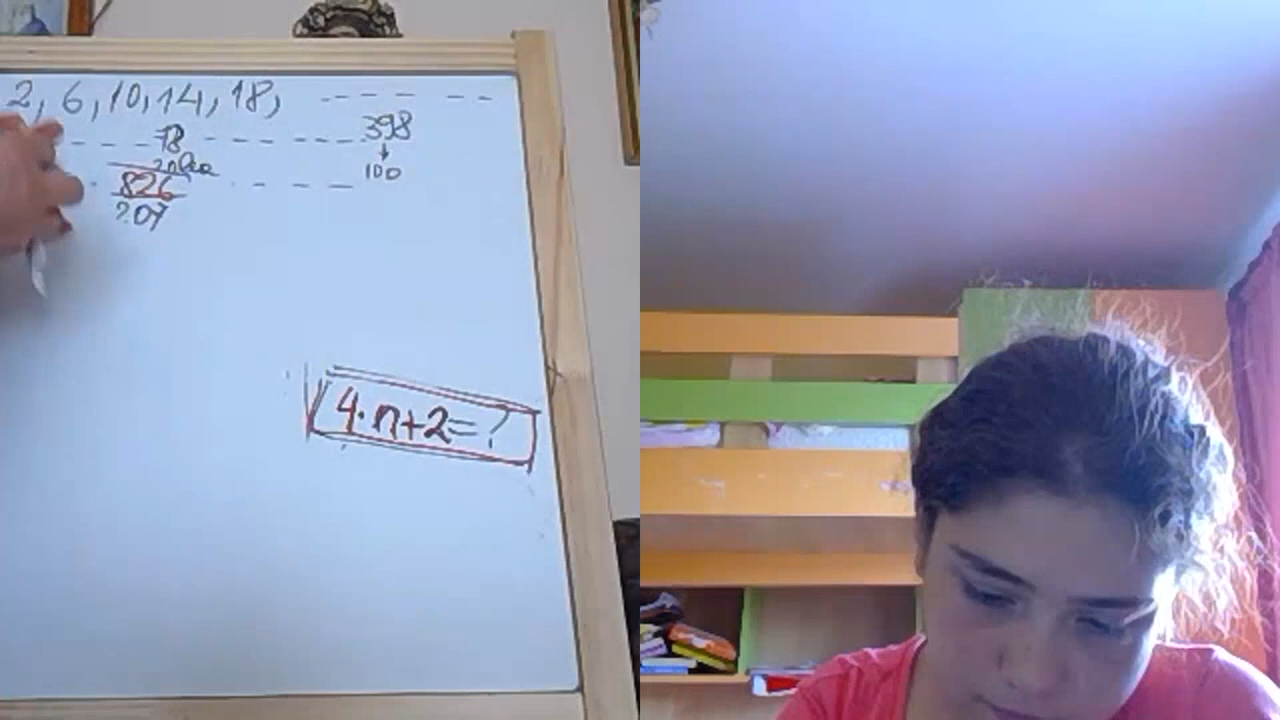 2, 6, 10, 14, 18, - - - - - -
- - - 78 - - - - - - - 398
100
826 - - - -
207
4·n+2=?